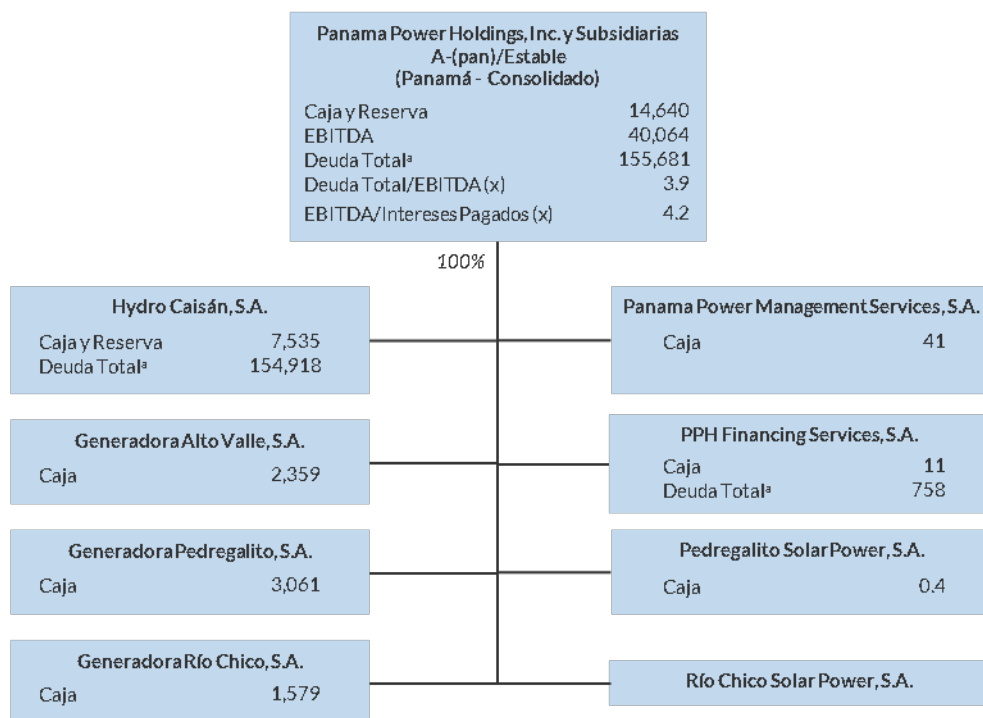 Panama Power Holdings, Inc. y Subsidiarias
A-(pan)/Estable
(Panamá - Consolidado)
Caja y Reserva 14,640
EBITDA 40,064
Deuda Totalª 155,681
Deuda Total/EBITDA (x) 3.9
EBITDA/Intereses Pagados (x) 4.2
100%
Hydro Caisán, S.A.
Caja y Reserva 7,535
Deuda Totalª 154,918
Panama Power Management Services, S.A.
Caja 41
Generadora Alto Valle, S.A.
Caja 2,359
PPH Financing Services, S.A.
Caja 11
Deuda Totalª 758
Generadora Pedregalito, S.A.
Caja 3,061
Pedregalito Solar Power, S.A.
Caja 0.4
Generadora Río Chico, S.A.
Caja 1,579
Río Chico Solar Power, S.A.